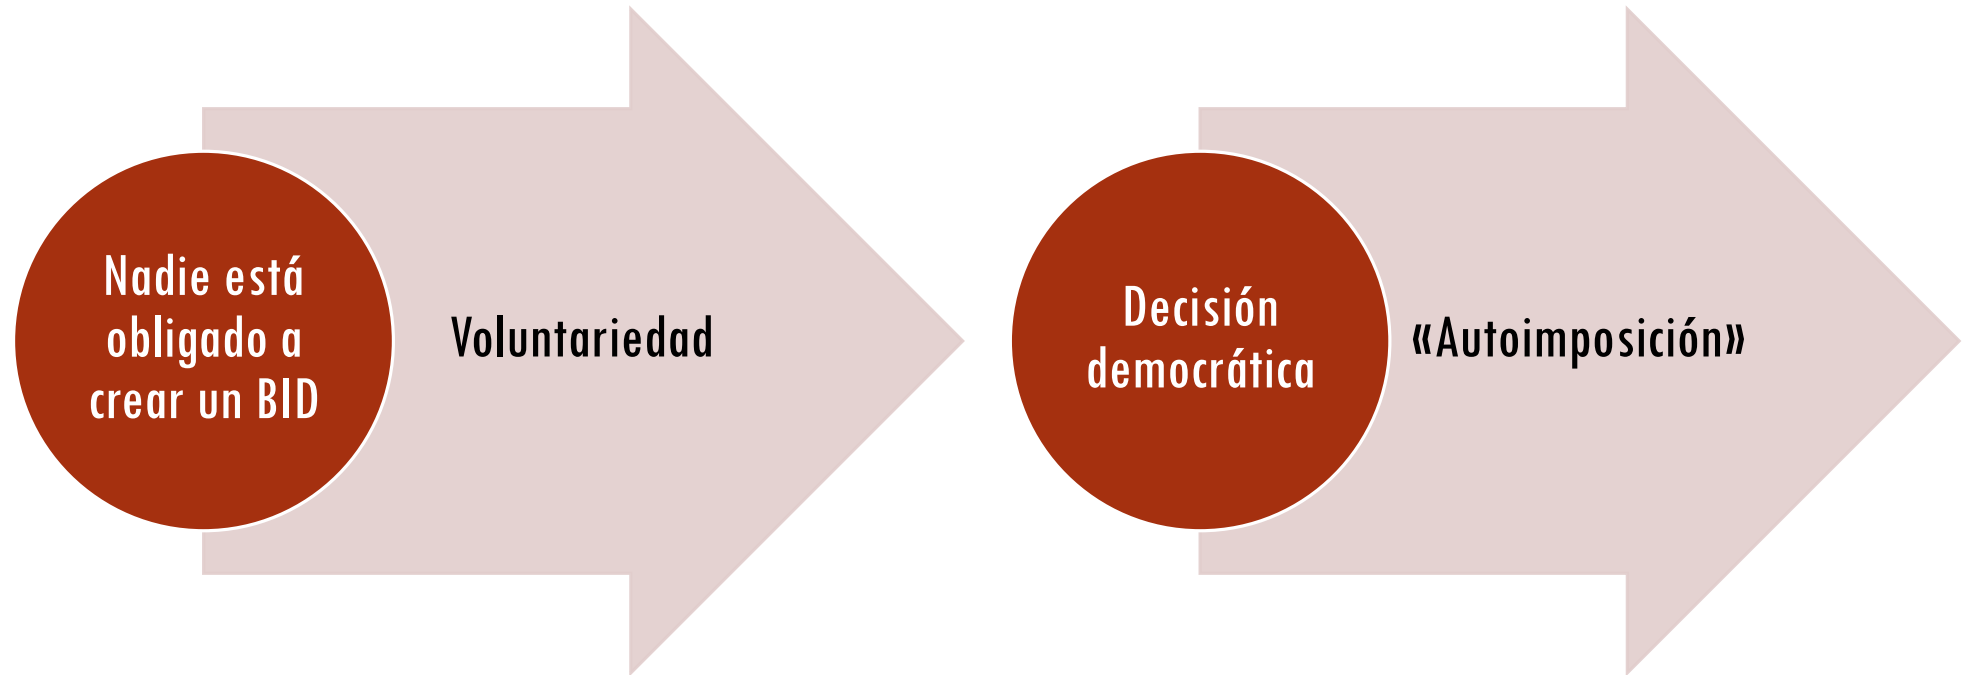 Nadie está
obligado a
crear un BID
Voluntariedad
Decisión
democrática
«Autoimposición»